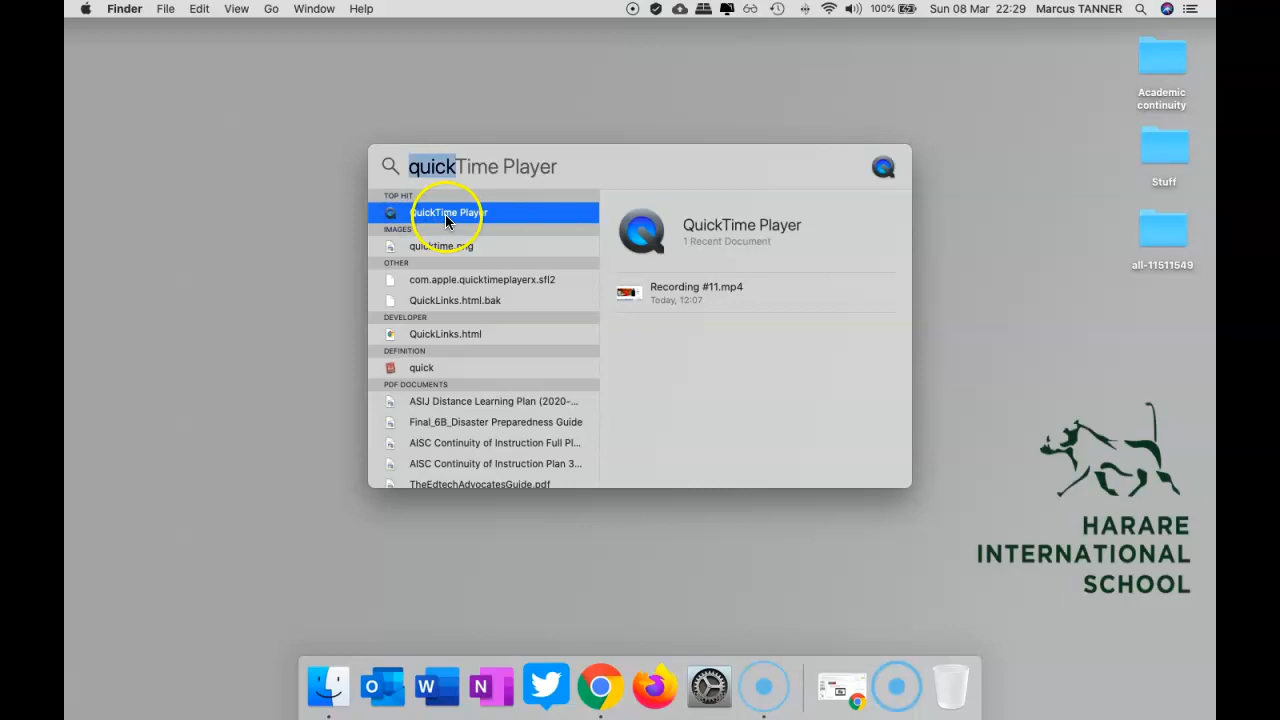 Finder File Edit View Go Window Help 100% Sun 08 Mar 22:29 Marcus TANNER
Academic
continuity
Stuff
all-11511549
quickTime Player
TOP HIT
QuickTime Player
IMAGES
quicktime.png
OTHER
com.apple.quicktimeplayerx.sfl2
QuickLinks.html.bak
DEVELOPER
QuickLinks.html
DEFINITION
quick
PDF DOCUMENTS
ASIJ Distance Learning Plan (2020-...
Final_6B_Disaster Preparedness Guide
AISC Continuity of Instruction Full Pl...
AISC Continuity of Instruction Plan 3...
TheEdtechAdvocatesGuide.pdf
QuickTime Player
1 Recent Document
Recording #11.mp4
Today, 12:07
HARARE
INTERNATIONAL
SCHOOL
O W N